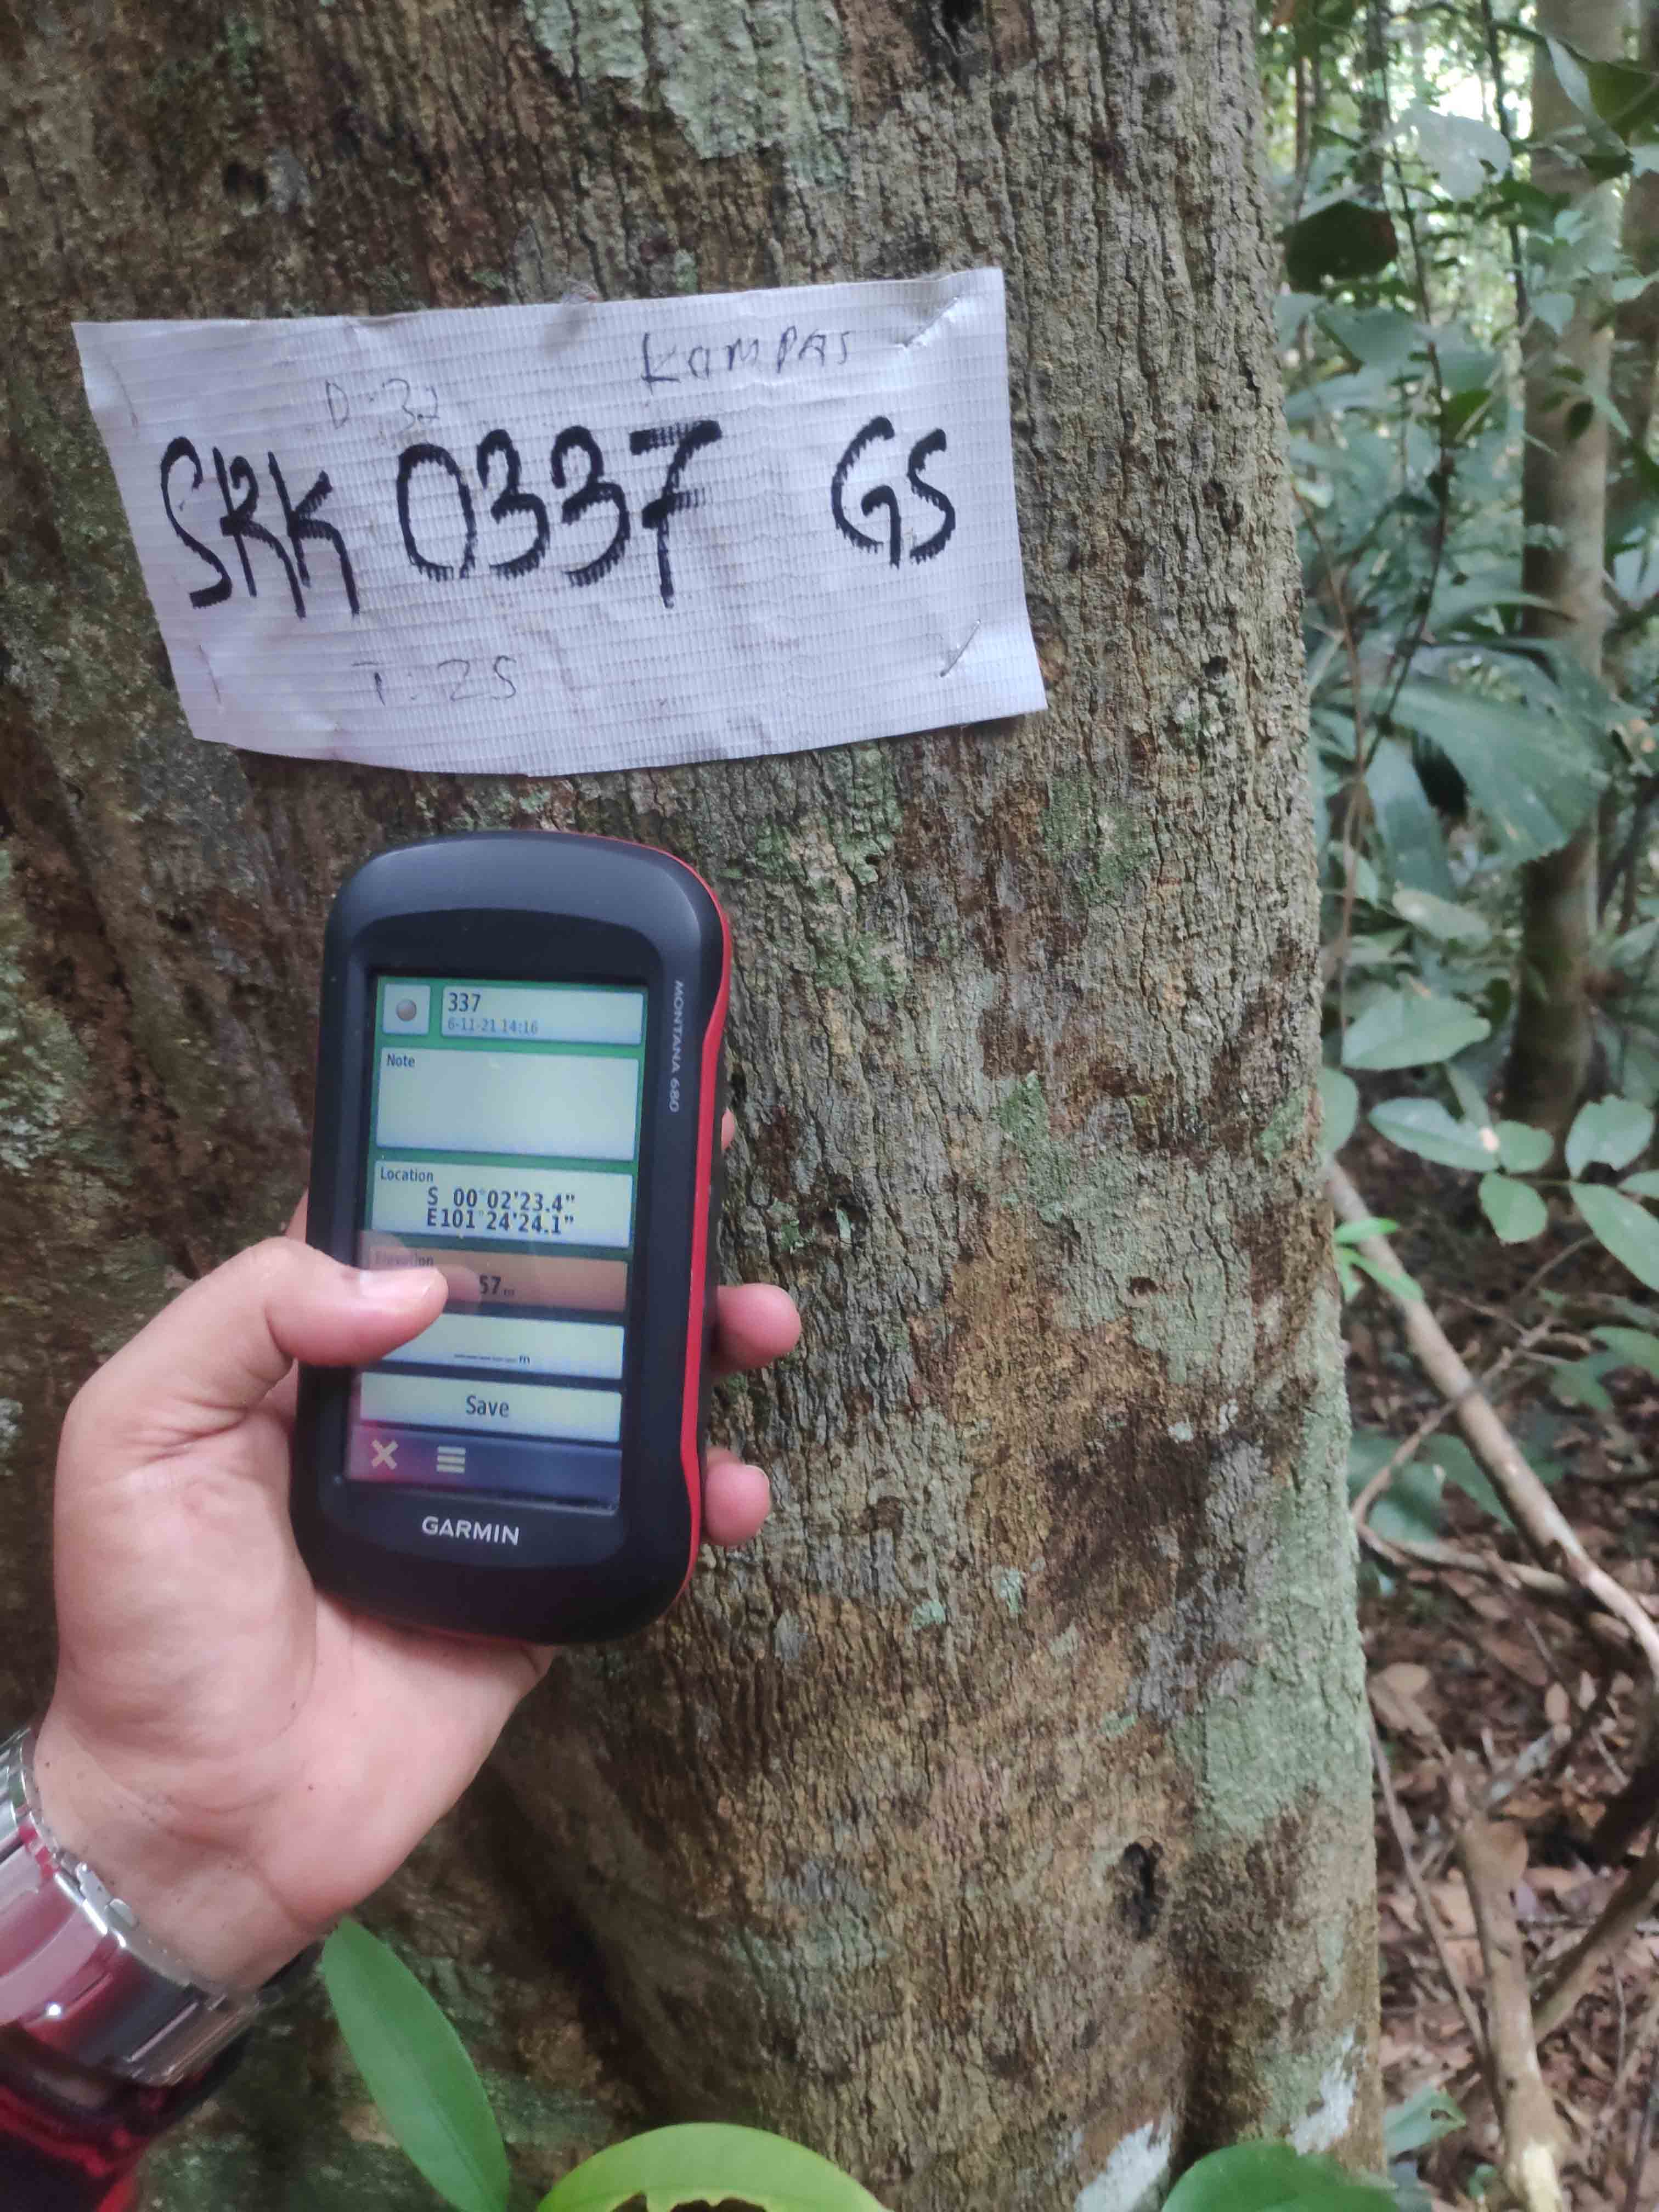 KOMPAS
D: 32
SKK 0337 GS
T: 25
MONTANA 680
337
6-11-21 14:16
Note
Location
S 00°02'23.4"
E101°24'24.1"
Elevation
57 m
m
Save
GARMIN